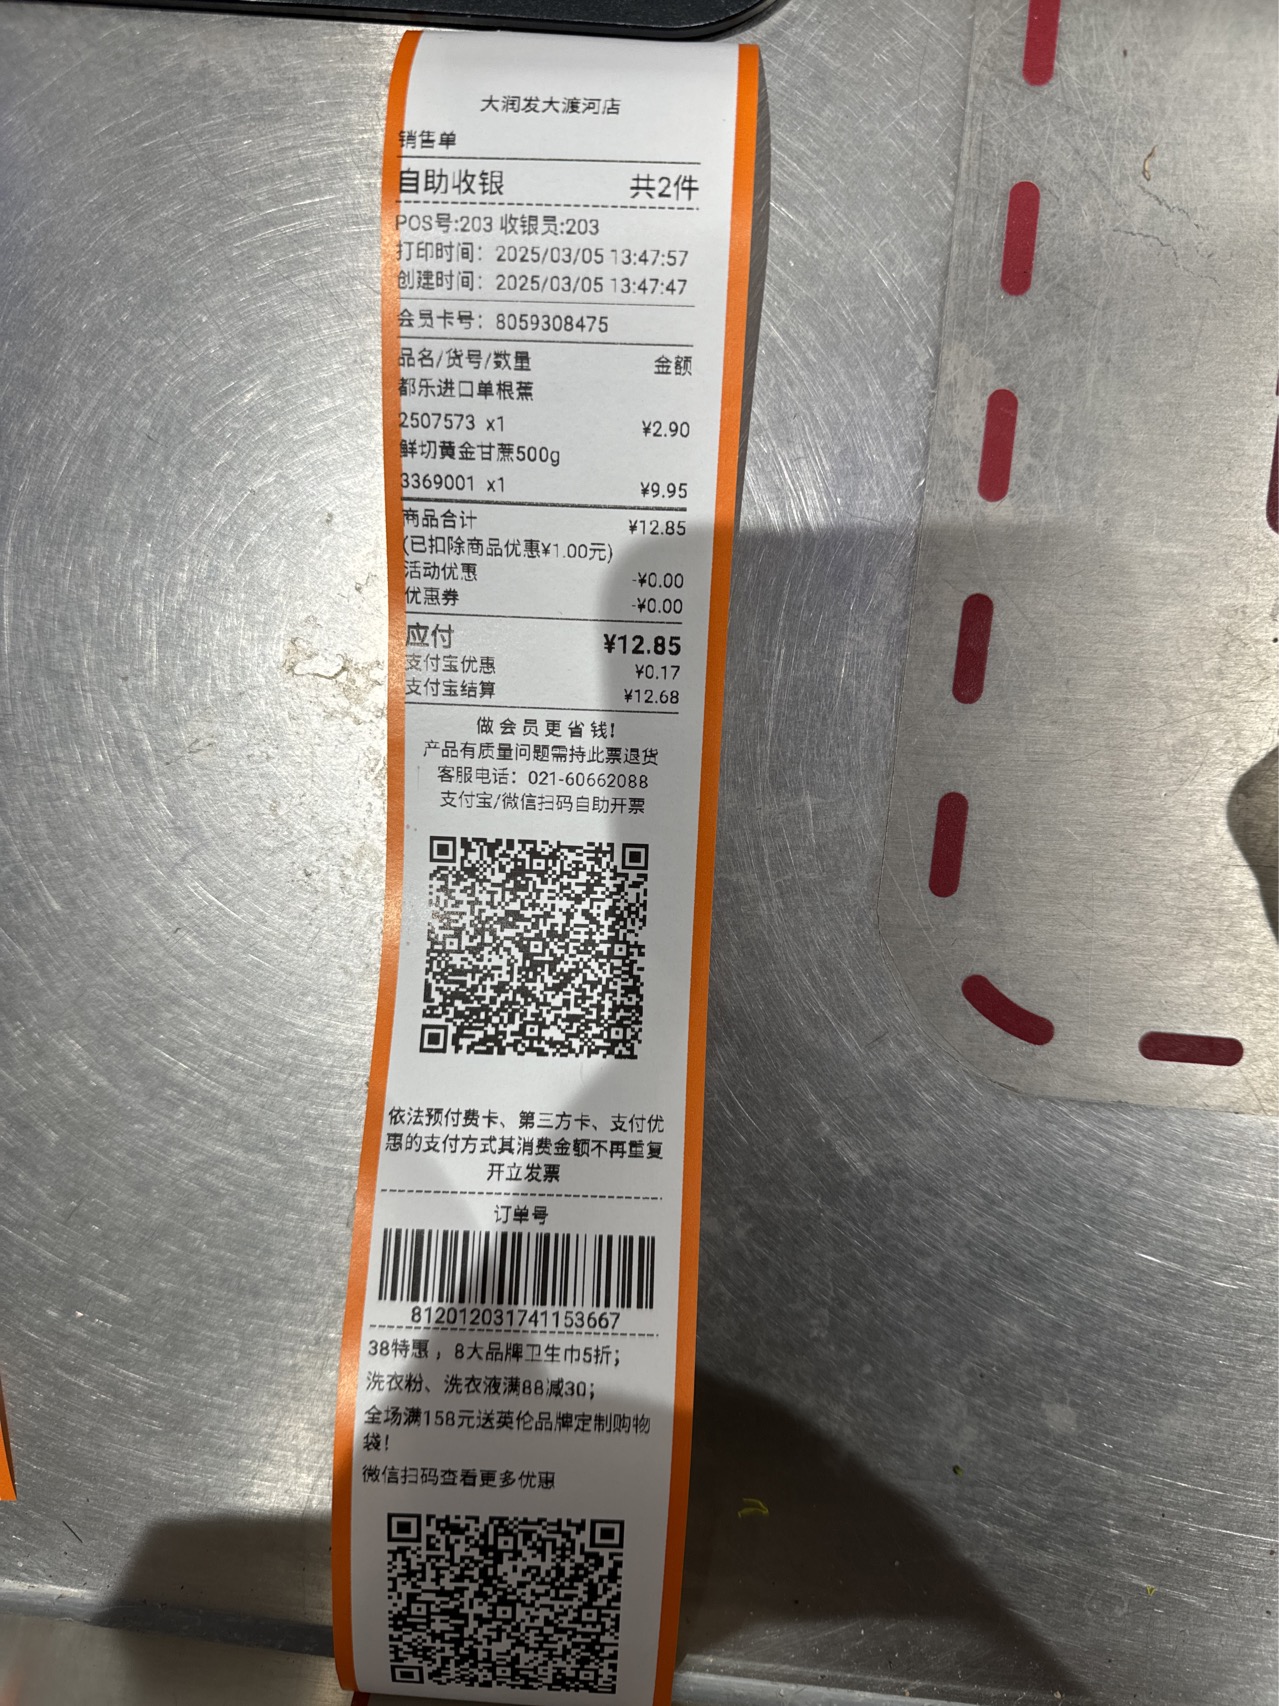 大润发大渡河店
销售单
自助收银 共2件
POS号:203 收银员:203
打印时间：2025/03/05 13:47:57
创建时间：2025/03/05 13:47:47
会员卡号：8059308475
品名/货号/数量 金额
都乐进口单根蕉
2507573 x1 ¥2.90
鲜切黄金甘蔗500g
3369001 x1 ¥9.95
商品合计 ¥12.85
(已扣除商品优惠¥1.00元)
活动优惠 -¥0.00
优惠券 -¥0.00
应付 ¥12.85
支付宝优惠 ¥0.17
支付宝结算 ¥12.68
做会员更省钱!
产品有质量问题需持此票退货
客服电话：021-60662088
支付宝/微信扫码自助开票
依法预付费卡、第三方卡、支付优
惠的支付方式其消费金额不再重复
开立发票
订单号
812012031741153667
38特惠，8大品牌卫生巾5折；
洗衣粉、洗衣液满88减30；
全场满158元送英伦品牌定制购物
袋！
微信扫码查看更多优惠